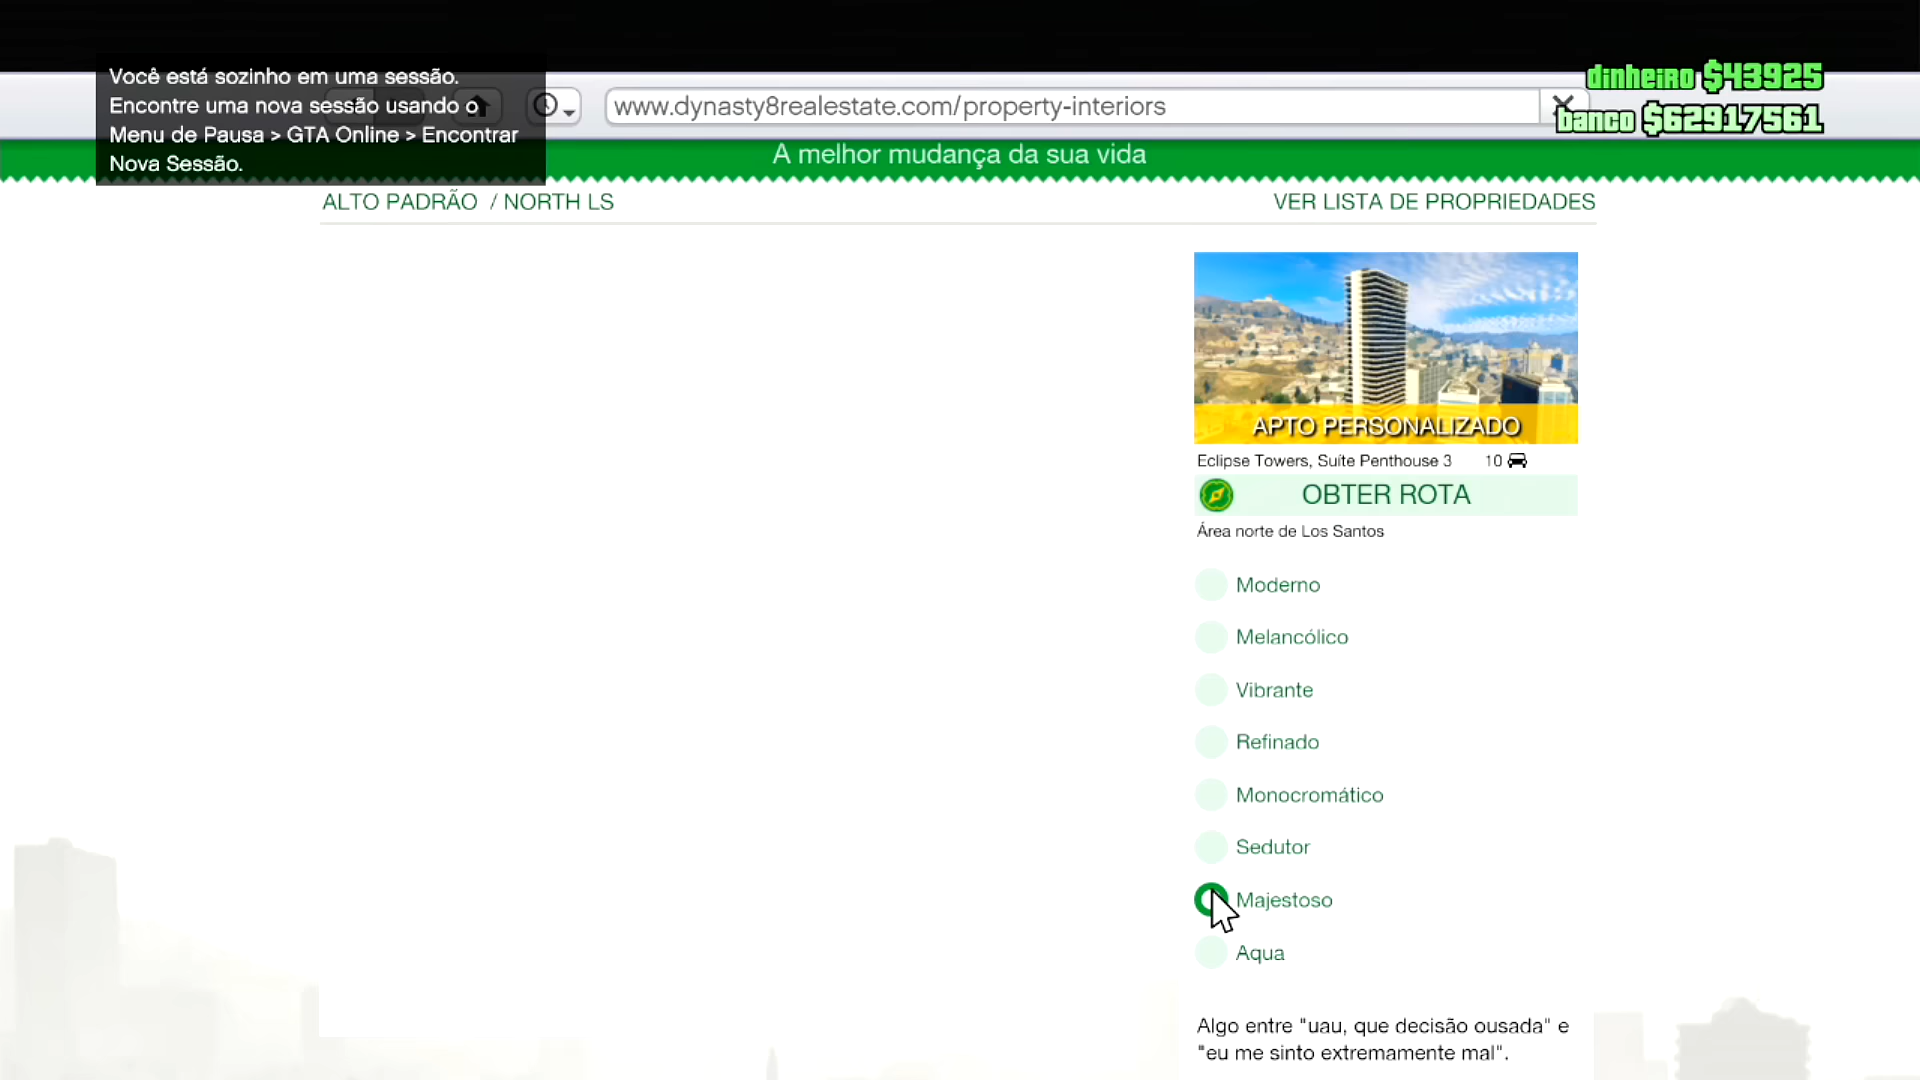 Você está sozinho em uma sessão.
Encontre uma nova sessão usando o
Menu de Pausa > GTA Online > Encontrar
Nova Sessão.
www.dynasty8realestate.com/property-interiors
dinheiro $43925
banco $62917561
A melhor mudança da sua vida
ALTO PADRÃO / NORTH LS
VER LISTA DE PROPRIEDADES
APTO PERSONALIZADO
Eclipse Towers, Suíte Penthouse 3 10
OBTER ROTA
Área norte de Los Santos
Moderno
Melancólico
Vibrante
Refinado
Monocromático
Sedutor
Majestoso
Aqua
Algo entre "uau, que decisão ousada" e
"eu me sinto extremamente mal".